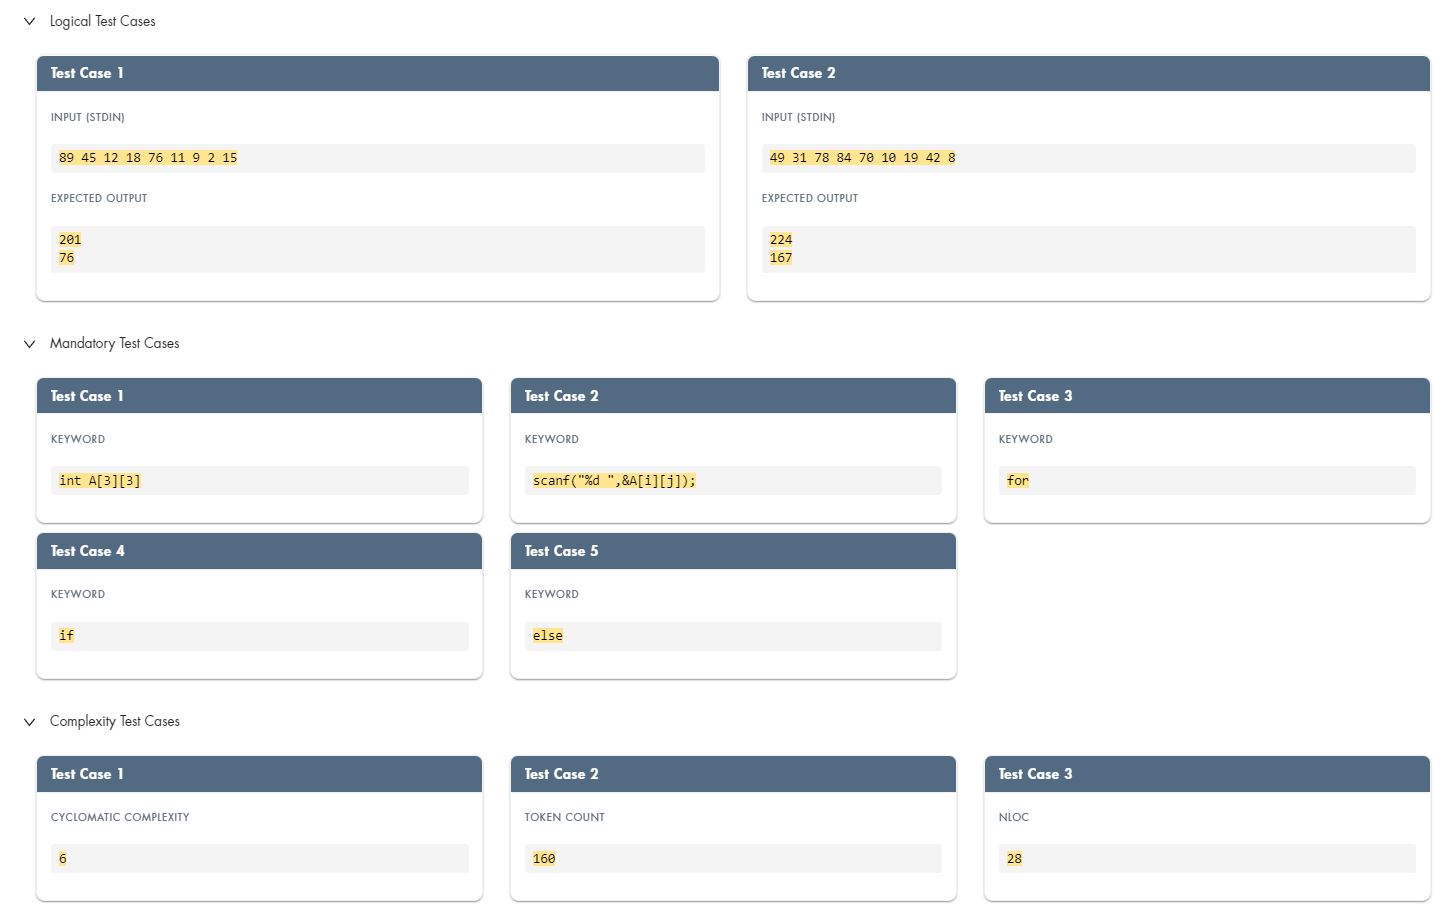 Logical Test Cases
Test Case 1
INPUT (STDIN)
89 45 12 18 76 11 9 2 15
EXPECTED OUTPUT
201
76
Test Case 2
INPUT (STDIN)
49 31 78 84 70 10 19 42 8
EXPECTED OUTPUT
224
167
Mandatory Test Cases
Test Case 1
KEYWORD
int A[3][3]
Test Case 2
KEYWORD
scanf("%d ",&A[i][j]);
Test Case 3
KEYWORD
for
Test Case 4
KEYWORD
if
Test Case 5
KEYWORD
else
Complexity Test Cases
Test Case 1
CYCLOMATIC COMPLEXITY
6
Test Case 2
TOKEN COUNT
160
Test Case 3
NLOC
28